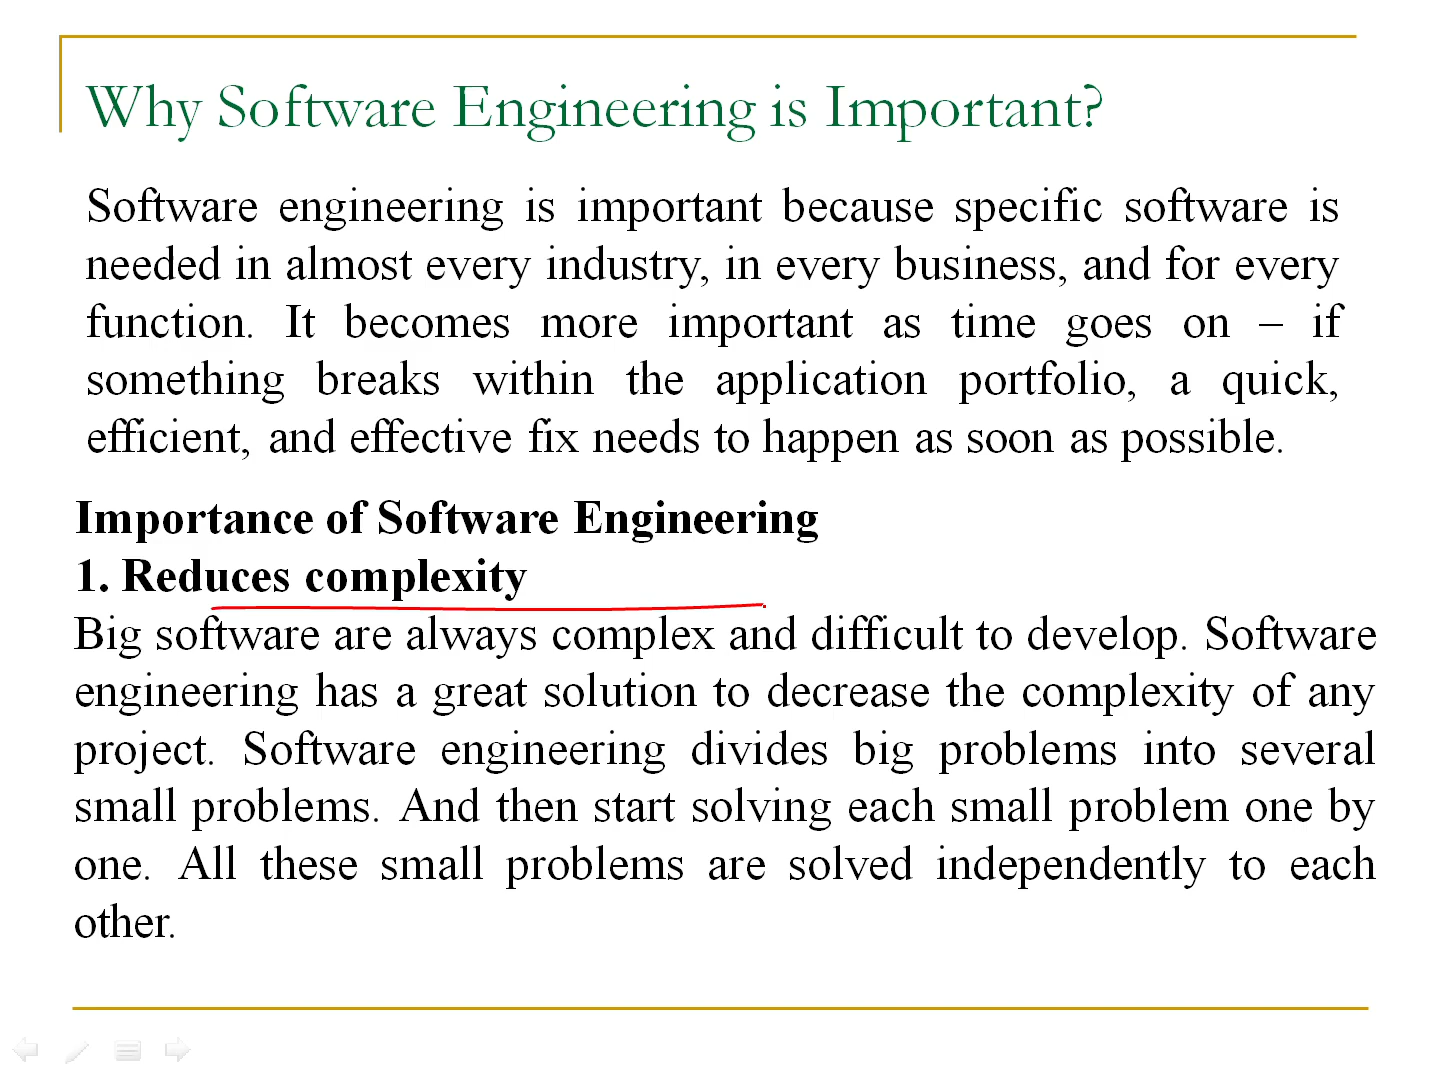 Why Software Engineering is Important?
Software engineering is important because specific software is
needed in almost every industry, in every business, and for every
function. It becomes more important as time goes on – if
something breaks within the application portfolio, a quick,
efficient, and effective fix needs to happen as soon as possible.
Importance of Software Engineering
1. Reduces complexity
Big software are always complex and difficult to develop. Software
engineering has a great solution to decrease the complexity of any
project. Software engineering divides big problems into several
small problems. And then start solving each small problem one by
one. All these small problems are solved independently to each
other.